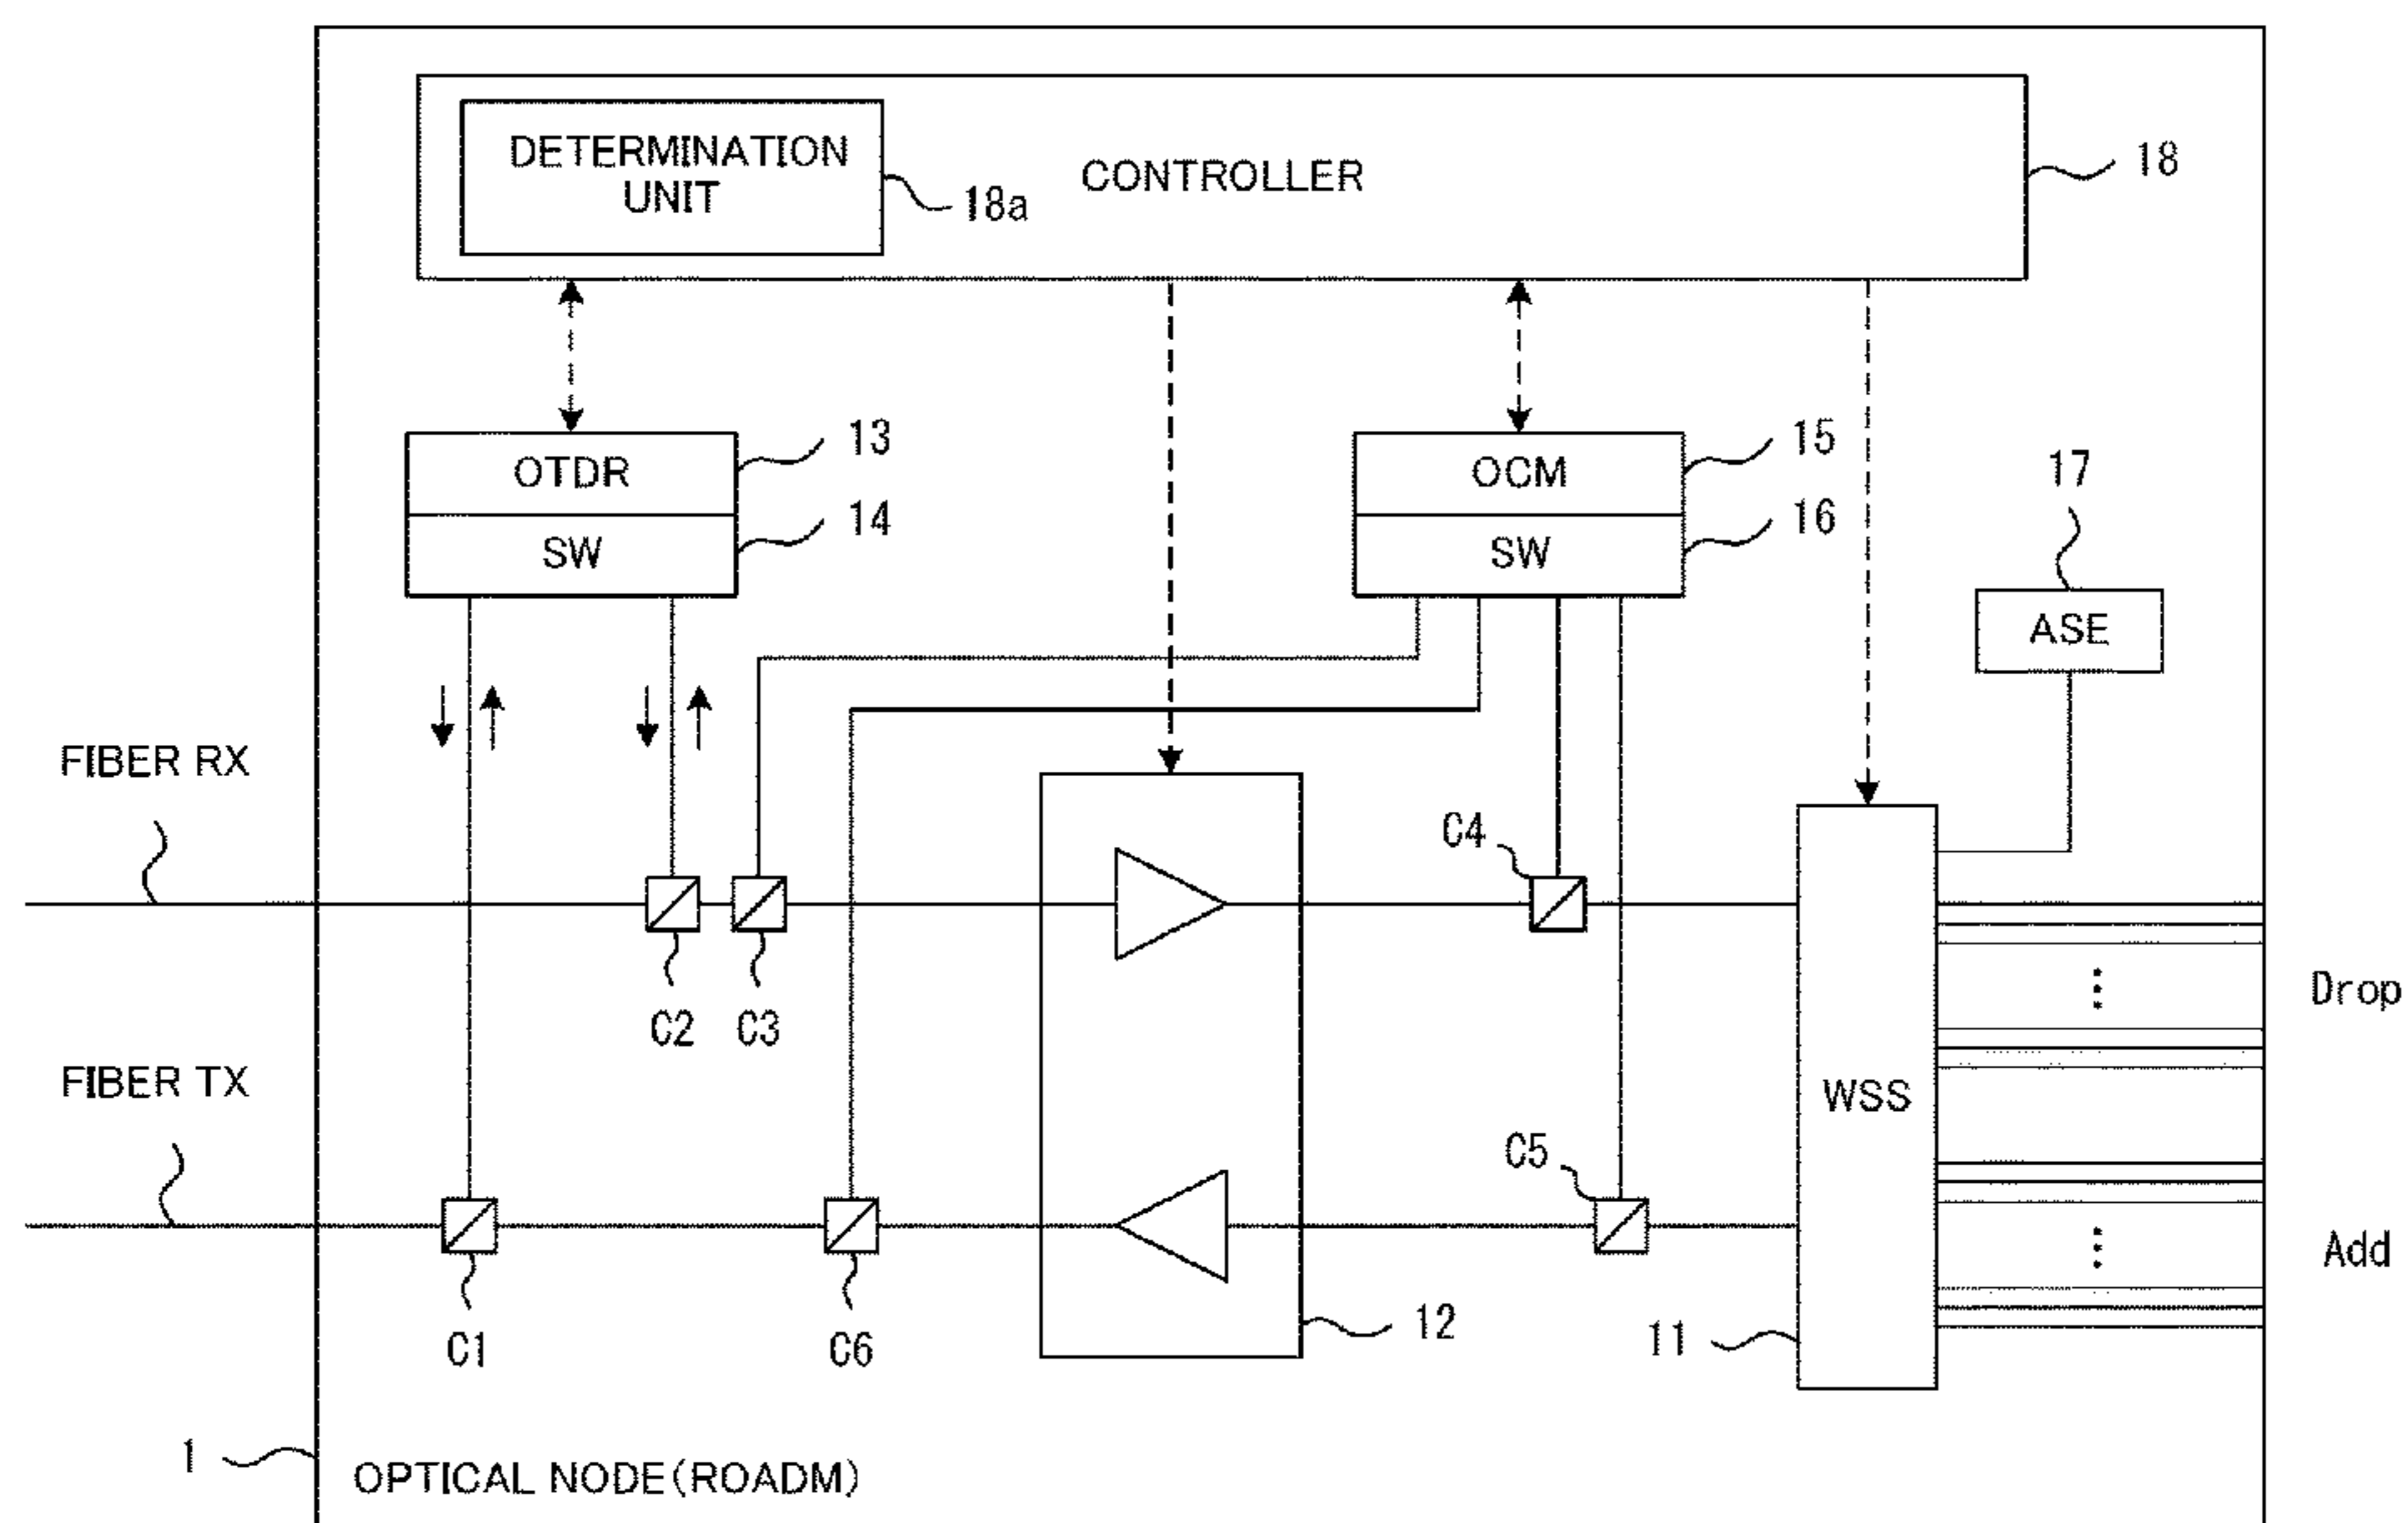 DETERMINATION
UNIT
18a
CONTROLLER
18
OTDR
13
SW
14
OCM
15
SW
16
17
ASE
FIBER RX
C2
C3
C4
Drop
FIBER TX
WSS
C5
Add
C1
C6
12
11
1
OPTICAL NODE(ROADM)